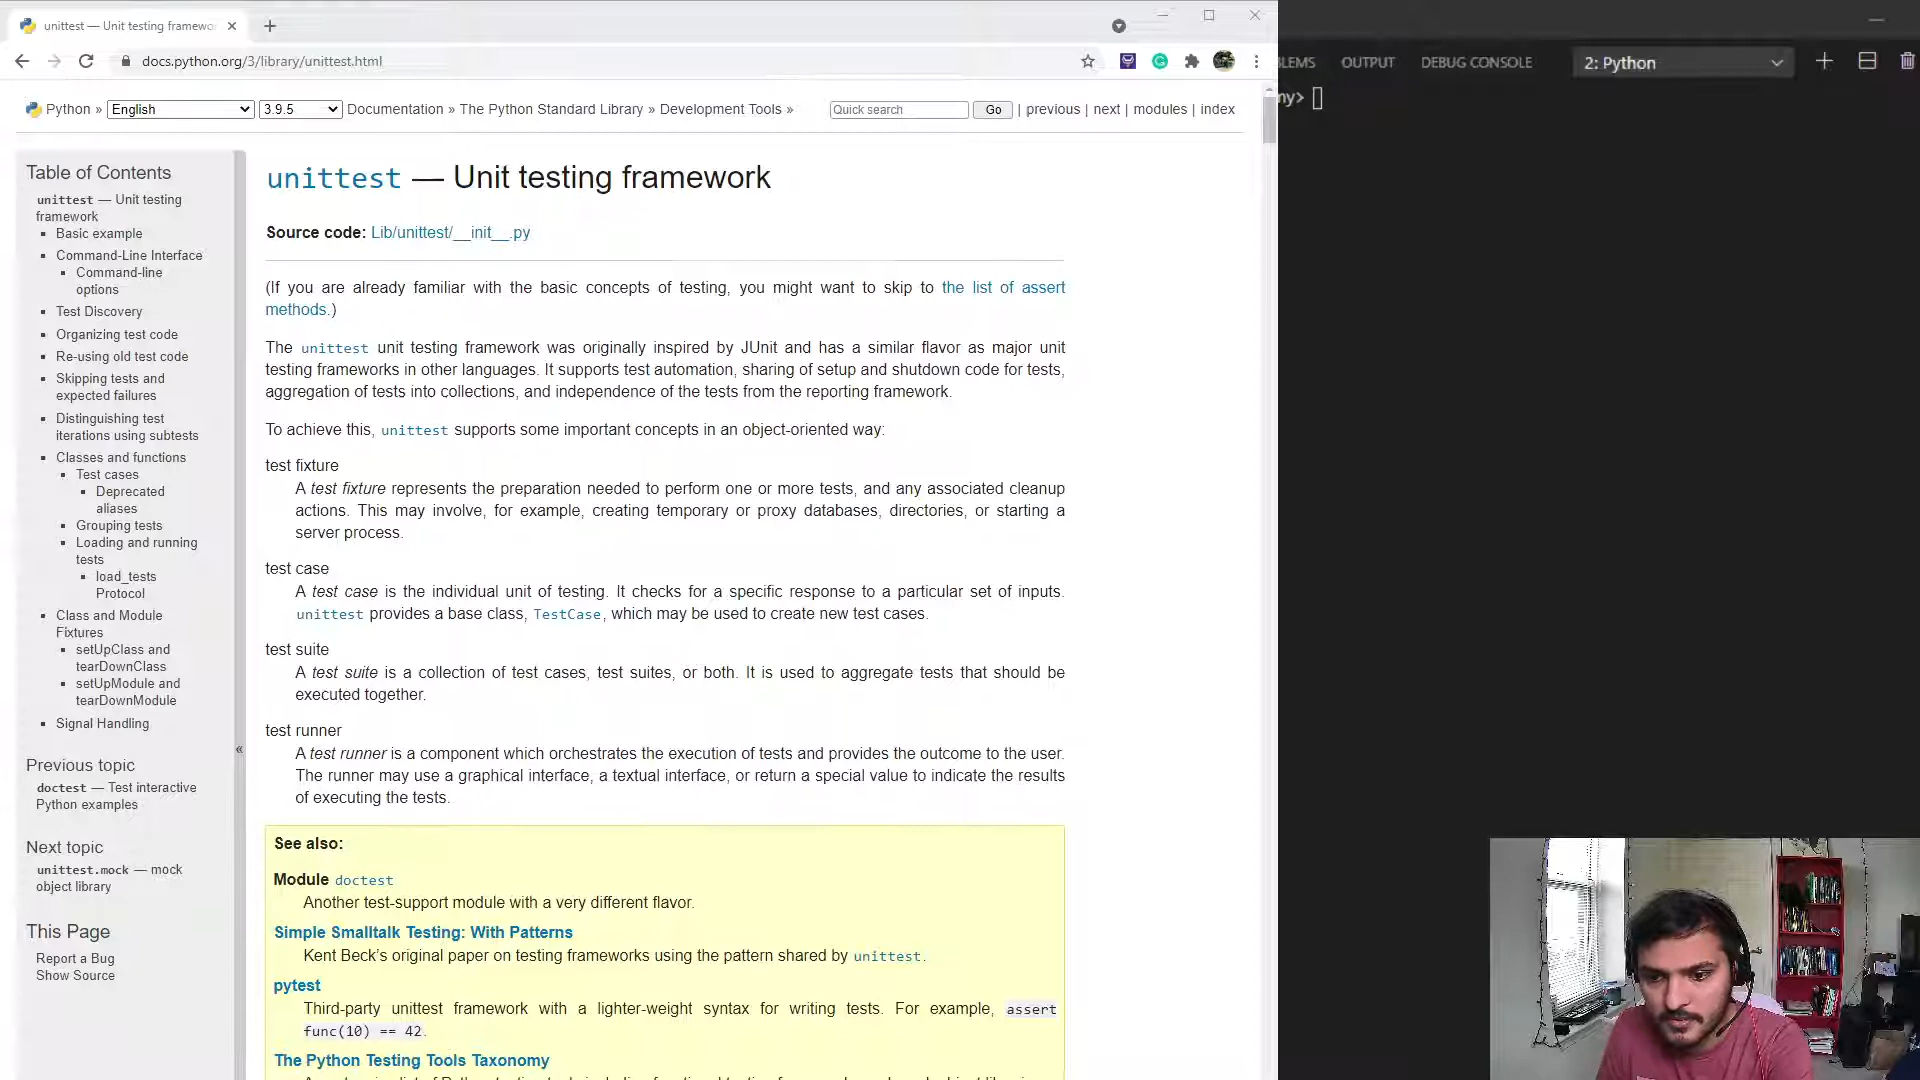 unittest — Unit testing framewo
docs.python.org/3/library/unittest.html
Python » English 3.9.5 Documentation » The Python Standard Library » Development Tools » Quick search Go | previous | next | modules | index
Table of Contents
unittest — Unit testing
framework
Basic example
Command-Line Interface
Command-line
options
Test Discovery
Organizing test code
Re-using old test code
Skipping tests and
expected failures
Distinguishing test
iterations using subtests
Classes and functions
Test cases
Deprecated
aliases
Grouping tests
Loading and running
tests
load_tests
Protocol
Class and Module
Fixtures
setUpClass and
tearDownClass
setUpModule and
tearDownModule
Signal Handling
Previous topic
doctest — Test interactive
Python examples
Next topic
unittest.mock — mock
object library
This Page
Report a Bug
Show Source
«
unittest — Unit testing framework
Source code: Lib/unittest/__init__.py
(If you are already familiar with the basic concepts of testing, you might want to skip to the list of assert
methods.)
The unittest unit testing framework was originally inspired by JUnit and has a similar flavor as major unit
testing frameworks in other languages. It supports test automation, sharing of setup and shutdown code for tests,
aggregation of tests into collections, and independence of the tests from the reporting framework.
To achieve this, unittest supports some important concepts in an object-oriented way:
test fixture
A test fixture represents the preparation needed to perform one or more tests, and any associated cleanup
actions. This may involve, for example, creating temporary or proxy databases, directories, or starting a
server process.
test case
A test case is the individual unit of testing. It checks for a specific response to a particular set of inputs.
unittest provides a base class, TestCase, which may be used to create new test cases.
test suite
A test suite is a collection of test cases, test suites, or both. It is used to aggregate tests that should be
executed together.
test runner
A test runner is a component which orchestrates the execution of tests and provides the outcome to the user.
The runner may use a graphical interface, a textual interface, or return a special value to indicate the results
of executing the tests.
See also:
Module doctest
Another test-support module with a very different flavor.
Simple Smalltalk Testing: With Patterns
Kent Beck's original paper on testing frameworks using the pattern shared by unittest.
pytest
Third-party unittest framework with a lighter-weight syntax for writing tests. For example, assert
func(10) == 42.
The Python Testing Tools Taxonomy
BLEMS OUTPUT DEBUG CONSOLE 2: Python
my>